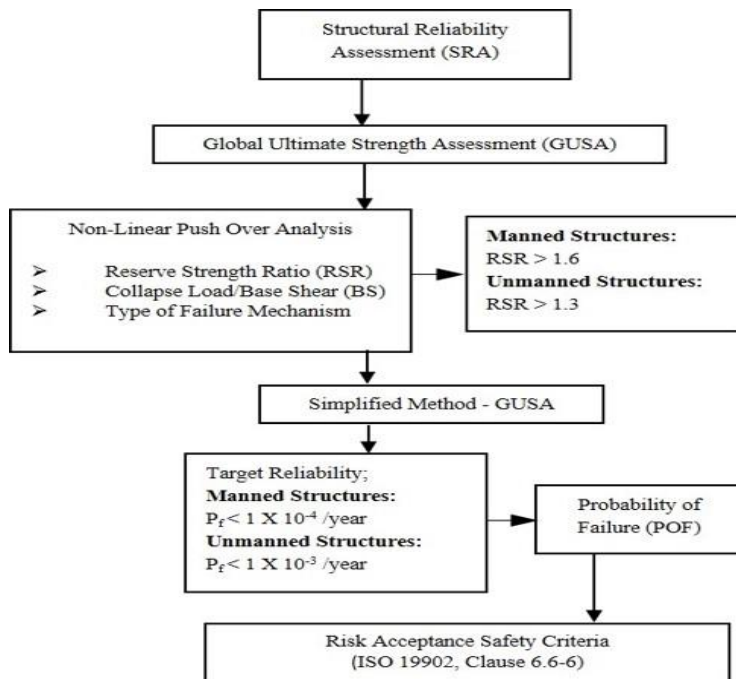 Structural Reliability
Assessment (SRA)
Global Ultimate Strength Assessment (GUSA)
Non-Linear Push Over Analysis
➢ Reserve Strength Ratio (RSR)
➢ Collapse Load/Base Shear (BS)
➢ Type of Failure Mechanism
Manned Structures:
RSR > 1.6
Unmanned Structures:
RSR > 1.3
Simplified Method - GUSA
Target Reliability;
Manned Structures:
P_f < 1 X 10⁻⁴ /year
Unmanned Structures:
P_f < 1 X 10⁻³ /year
Probability of
Failure (POF)
Risk Acceptance Safety Criteria
(ISO 19902, Clause 6.6-6)